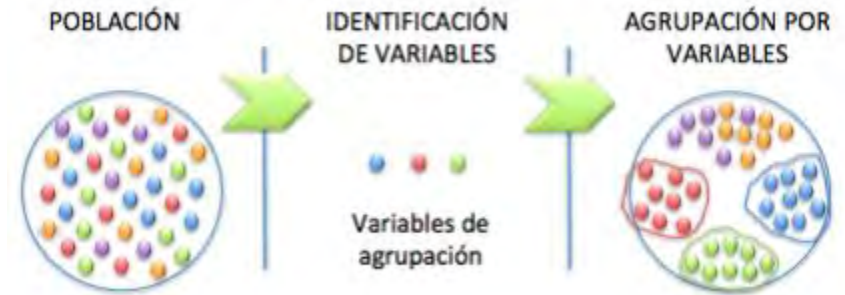 POBLACIÓN
IDENTIFICACIÓN
DE VARIABLES
AGRUPACIÓN POR
VARIABLES
Variables de
agrupación